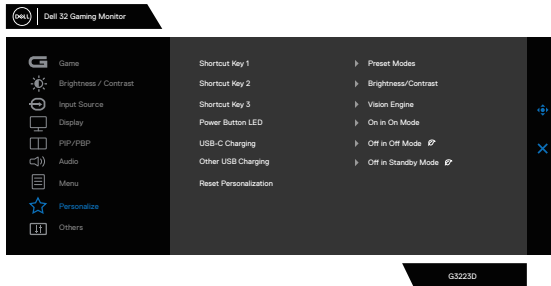 DELL Dell 32 Gaming Monitor
Game
Shortcut Key 1 Preset Modes
Brightness / Contrast Shortcut Key 2 Brightness/Contrast
Input Source Shortcut Key 3 Vision Engine
Display Power Button LED On in On Mode
PIP/PBP USB-C Charging Off in Off Mode
Audio Other USB Charging Off in Standby Mode
Menu Reset Personalization
Personalize
Others
G3223D